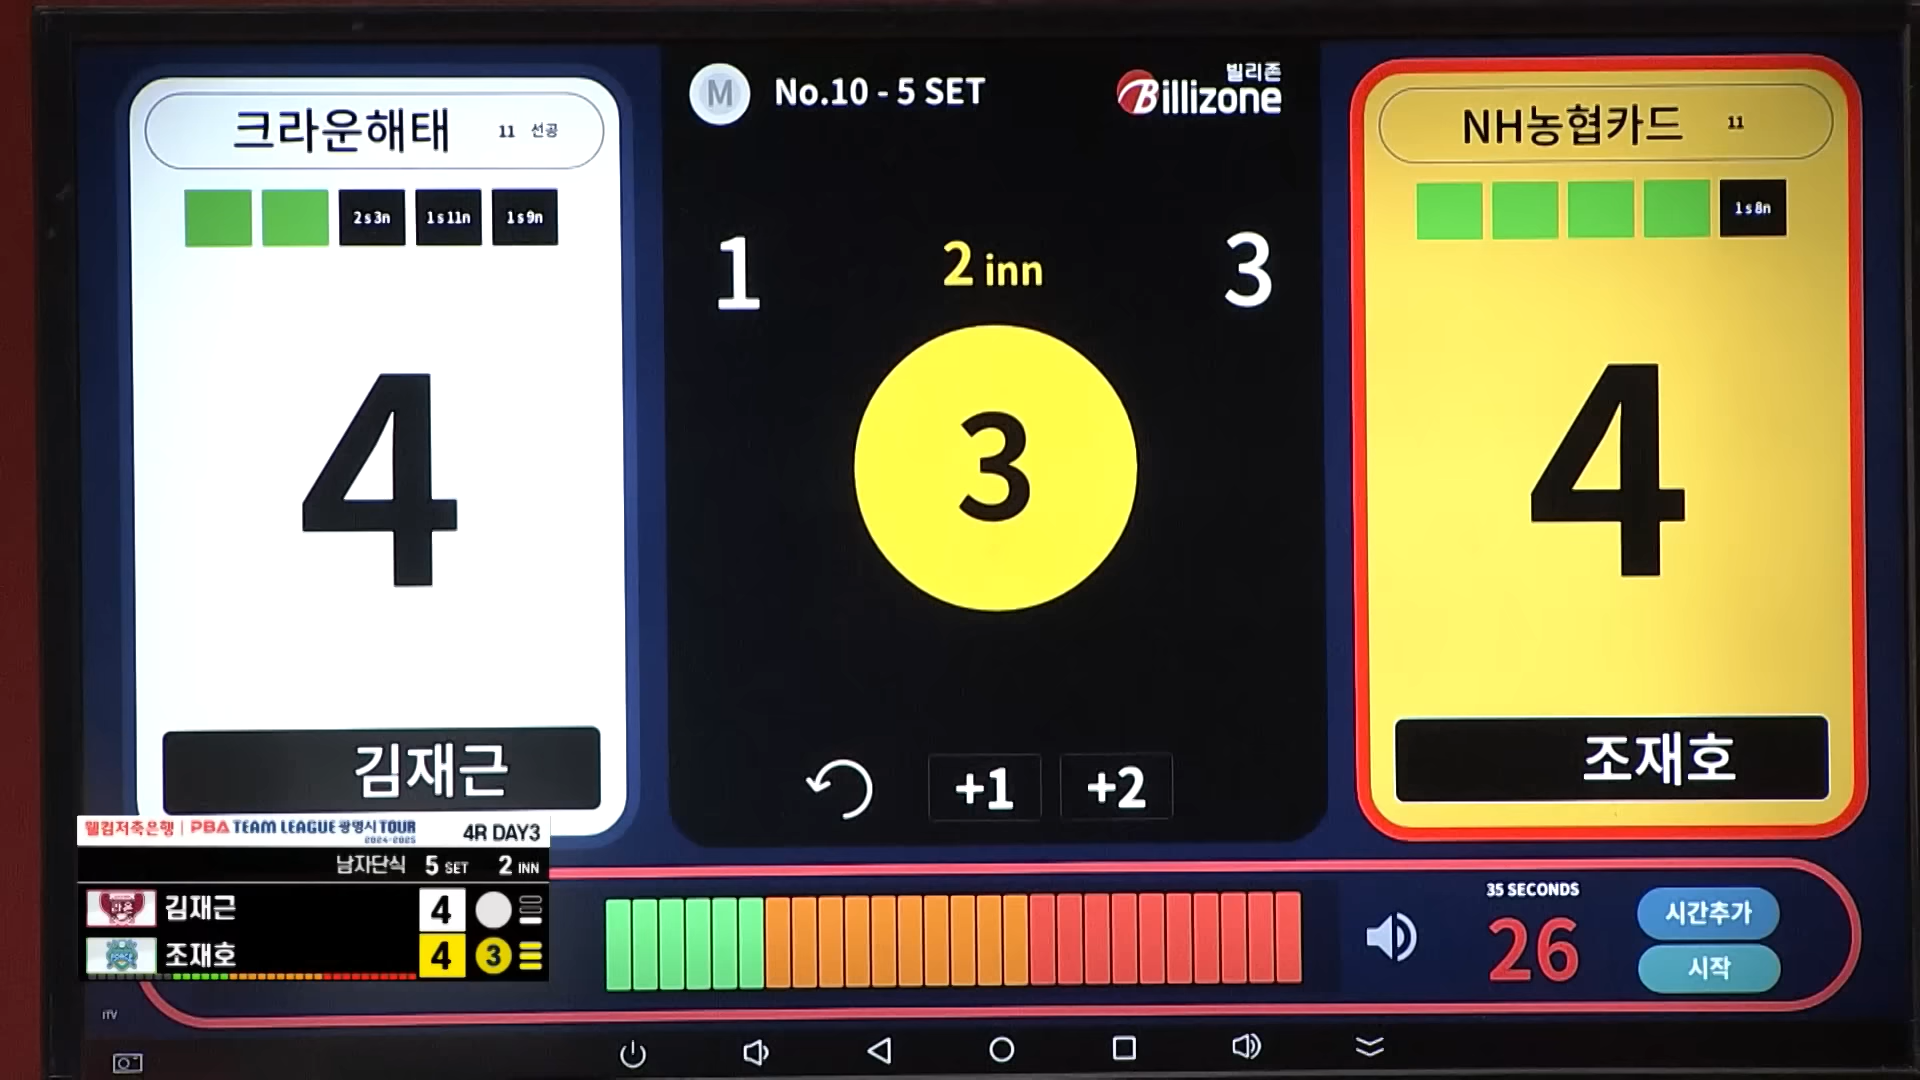 M No.10 - 5 SET
빌리존
Billizone
크라운해태 11 선공
2s3n 1s11n 1s9n
4
김재근
1 2 inn 3
3
+1 +2
NH농협카드 11
1s8n
4
조재호
웰컴저축은행 PBA TEAM LEAGUE 광명시 TOUR 4R DAY3
2024-2025
남자단식 5 SET 2 INN
김재근 4
조재호 4 3
35 SECONDS
26
시간추가
시작
ITV